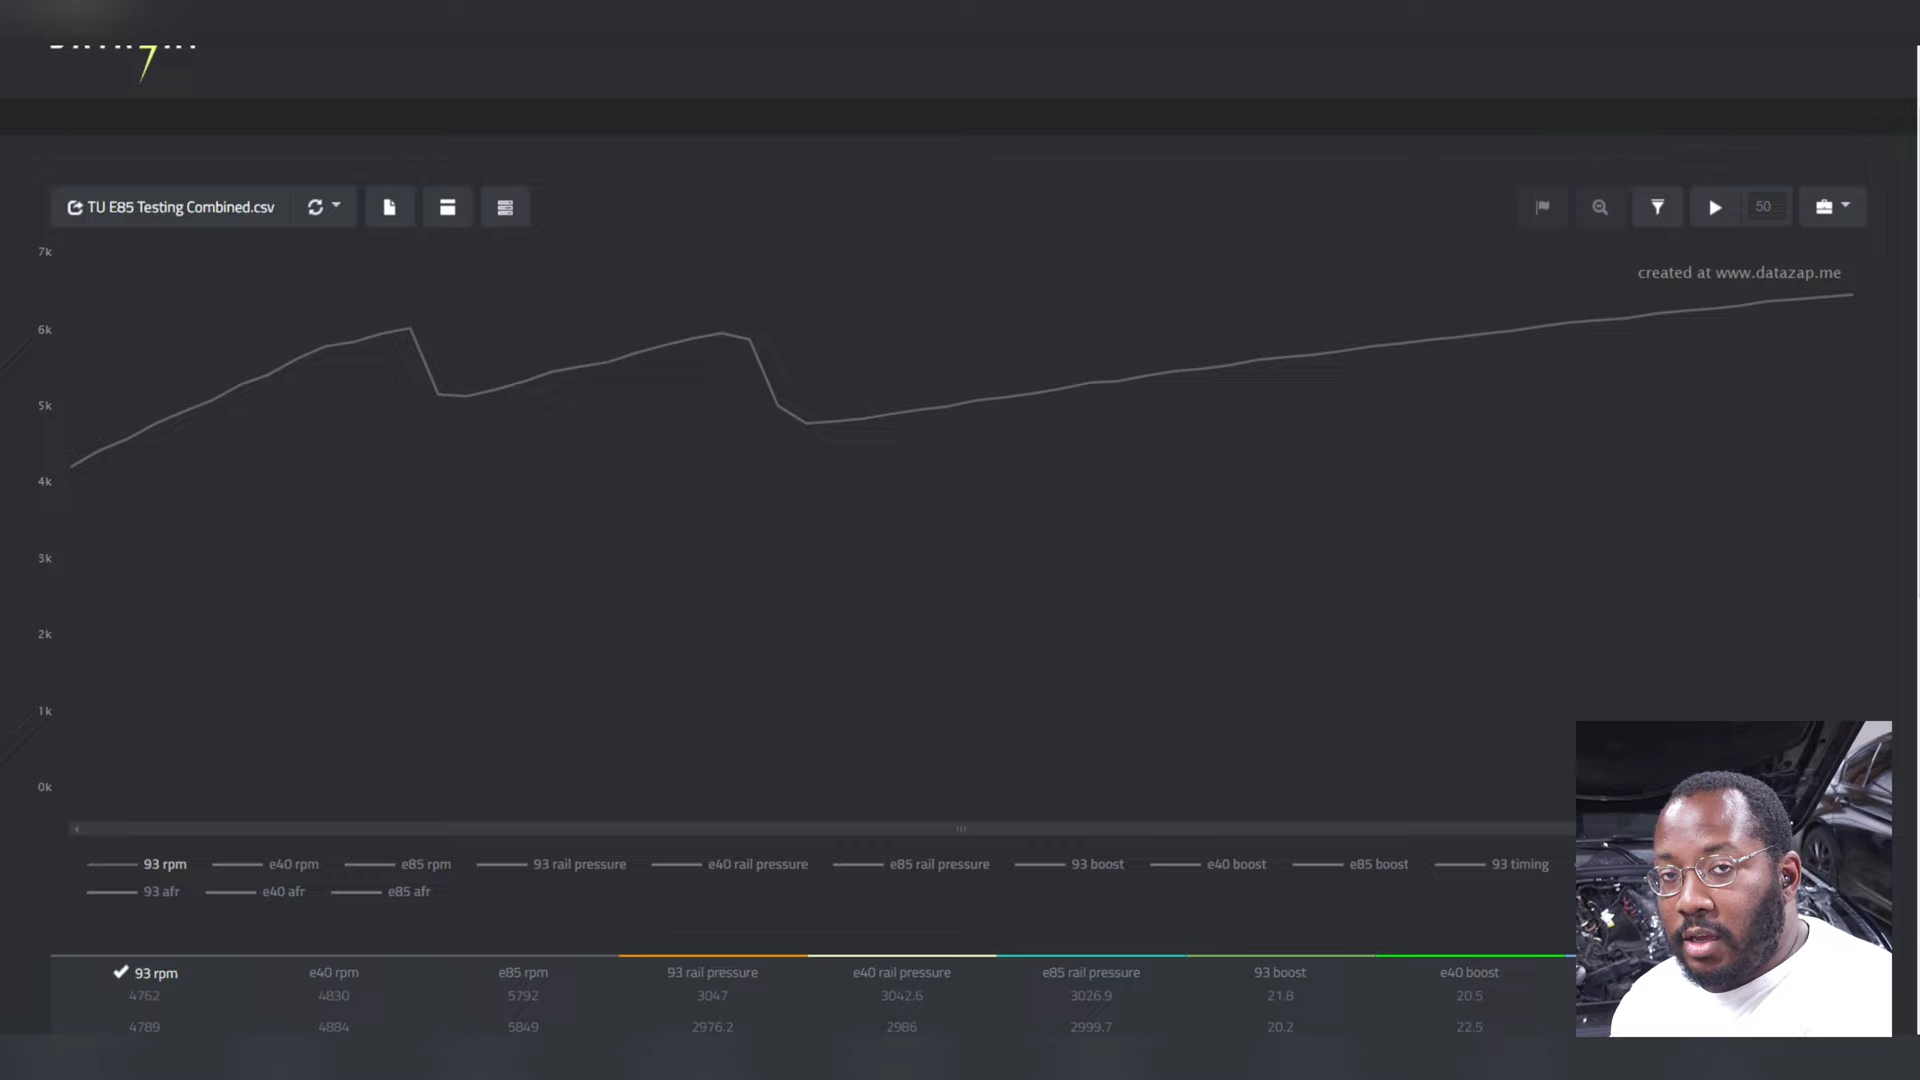 TU E85 Testing Combined.csv
50
7k
created at www.datazap.me
6k
5k
4k
3k
2k
1k
0k
93 rpm e40 rpm e85 rpm 93 rail pressure e40 rail pressure e85 rail pressure 93 boost e40 boost e85 boost 93 timing
93 afr e40 afr e85 afr
93 rpm e40 rpm e85 rpm 93 rail pressure e40 rail pressure e85 rail pressure 93 boost e40 boost
4762 4830 5792 3047 3042.6 3026.9 21.8 20.5
4789 4884 5849 2976.2 2986 2999.7 20.2 22.5